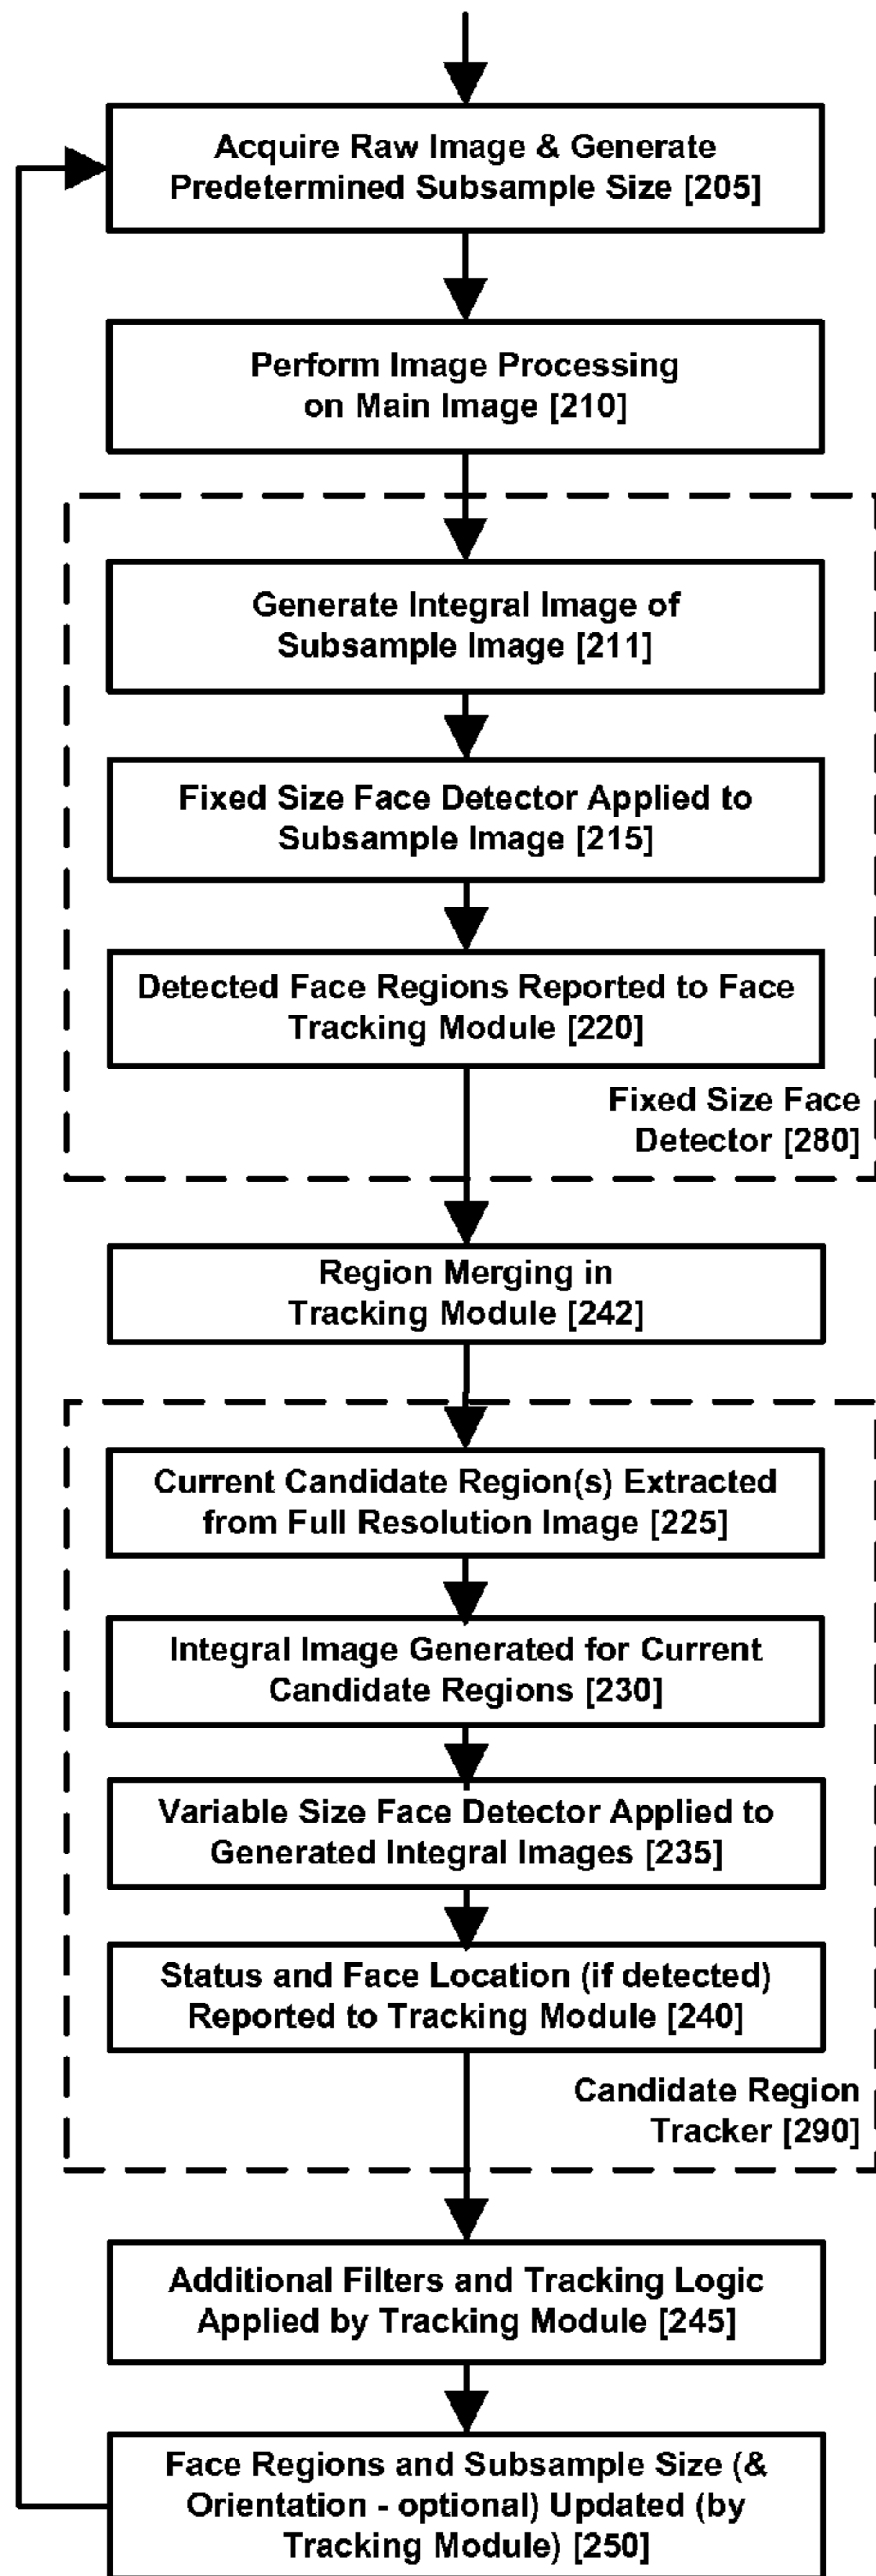 Acquire Raw Image & Generate
Predetermined Subsample Size [205]
Perform Image Processing
on Main Image [210]
Generate Integral Image of
Subsample Image [211]
Fixed Size Face Detector Applied to
Subsample Image [215]
Detected Face Regions Reported to Face
Tracking Module [220]
Fixed Size Face
Detector [280]
Region Merging in
Tracking Module [242]
Current Candidate Region(s) Extracted
from Full Resolution Image [225]
Integral Image Generated for Current
Candidate Regions [230]
Variable Size Face Detector Applied to
Generated Integral Images [235]
Status and Face Location (if detected)
Reported to Tracking Module [240]
Candidate Region
Tracker [290]
Additional Filters and Tracking Logic
Applied by Tracking Module [245]
Face Regions and Subsample Size (&
Orientation - optional) Updated (by
Tracking Module) [250]